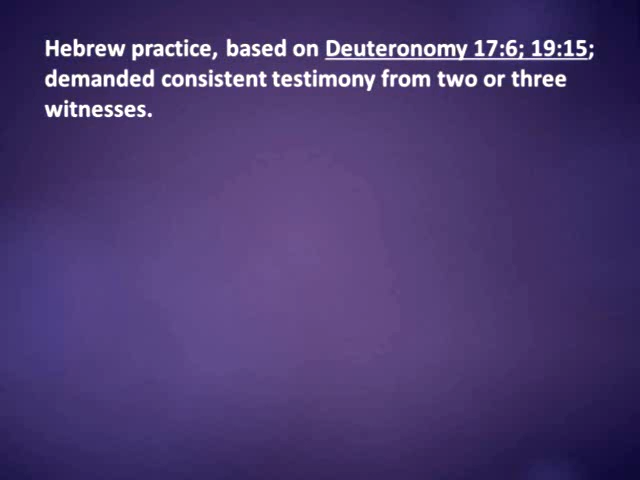 Hebrew practice, based on Deuteronomy 17:6; 19:15;
demanded consistent testimony from two or three
witnesses.